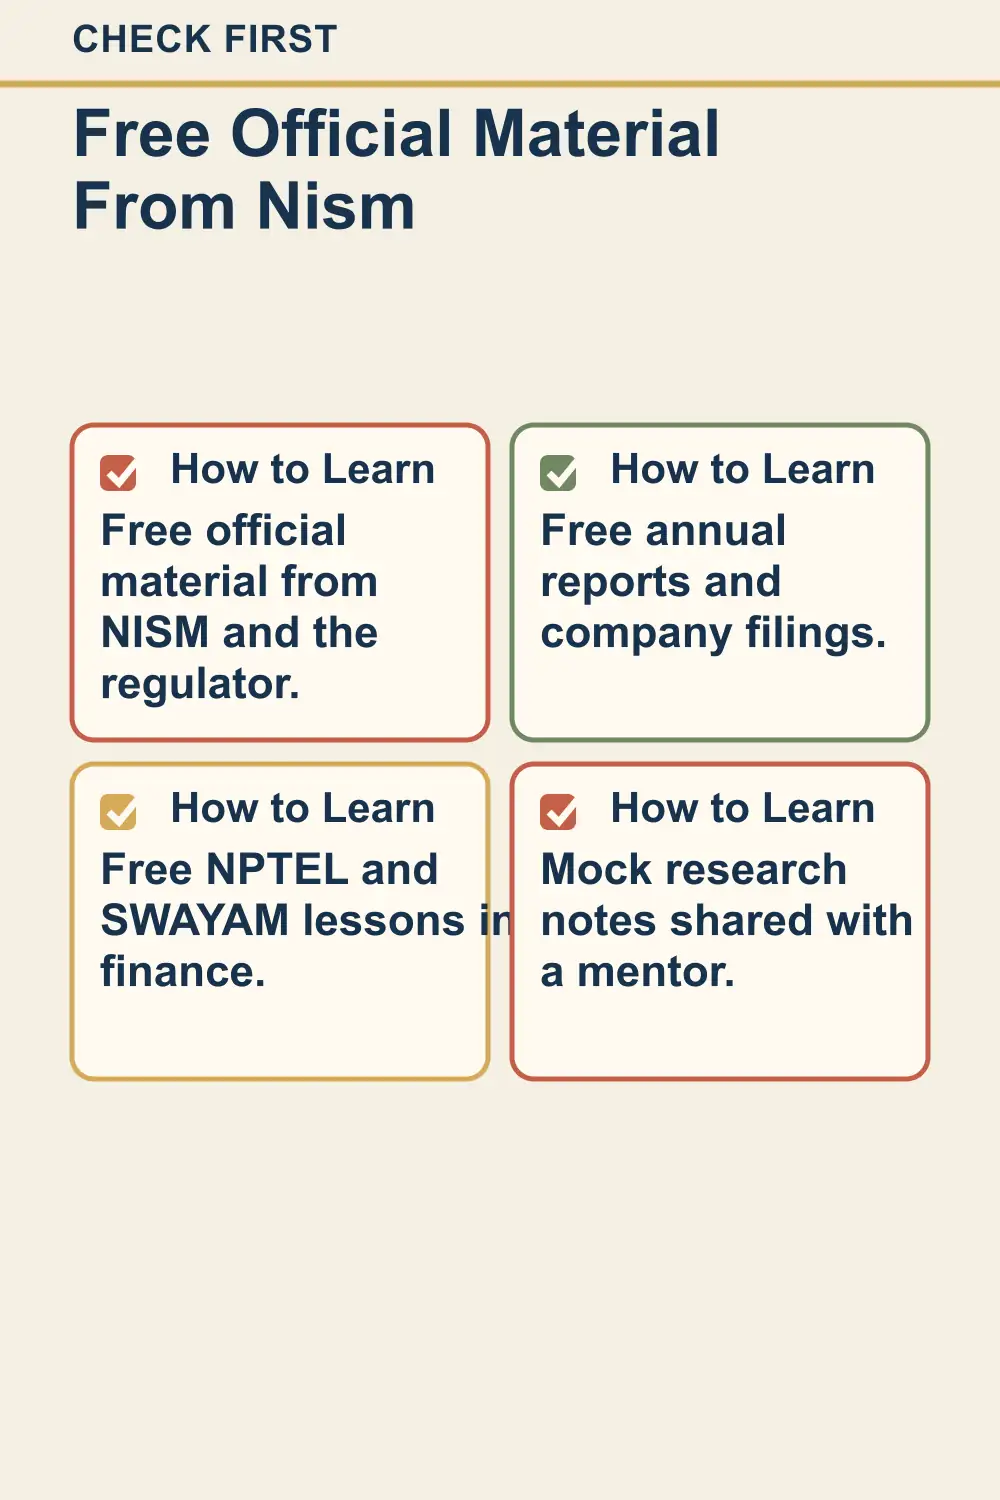 CHECK FIRST
Free Official Material
From Nism
How to Learn
Free official
material from
NISM and the
regulator.
How to Learn
Free annual
reports and
company filings.
How to Learn
Free NPTEL and
SWAYAM lessons in
finance.
How to Learn
Mock research
notes shared with
a mentor.